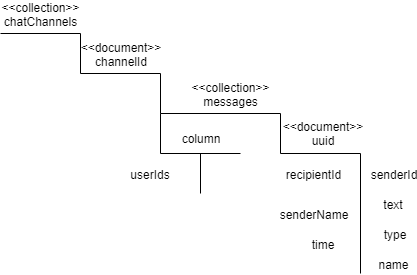 <<collection>>
chatChannels
<<document>>
channelId
<<collection>>
messages
column
<<document>>
uuid
userIds
recipientId
senderId
text
senderName
type
time
name